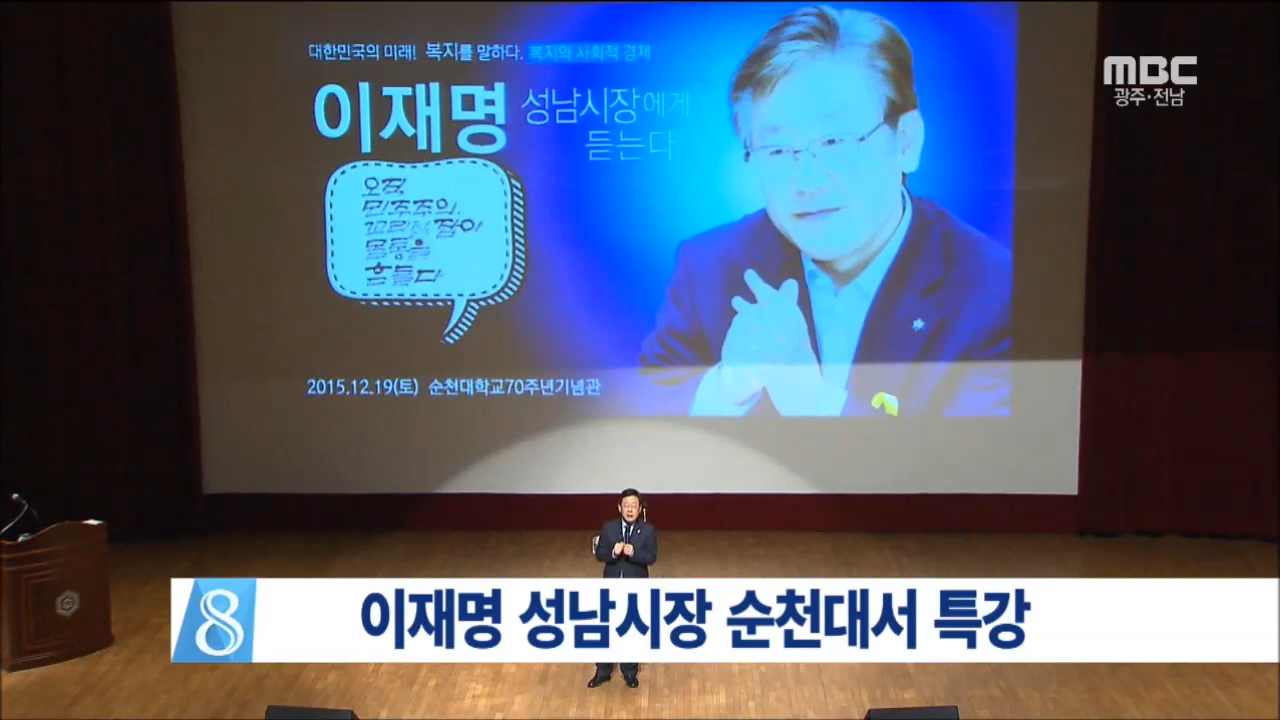 대한민국의 미래! 복지를 말하다. 복지와 사회적 경제
MBC
광주·전남
이재명 성남시장에게
듣는다
오직
민주주의,
꼬리를 잡아
몸통을
흔들다
2015.12.19(토) 순천대학교70주년기념관
8 이재명 성남시장 순천대서 특강